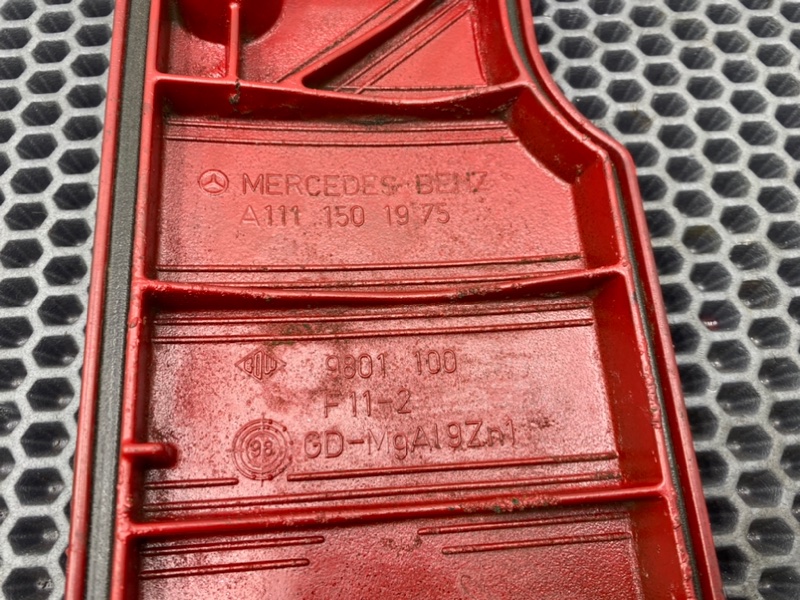 MERCEDES-BENZ
A111 150 19 75
9801 100
F11-2
98 GD-MgAl9Zn1